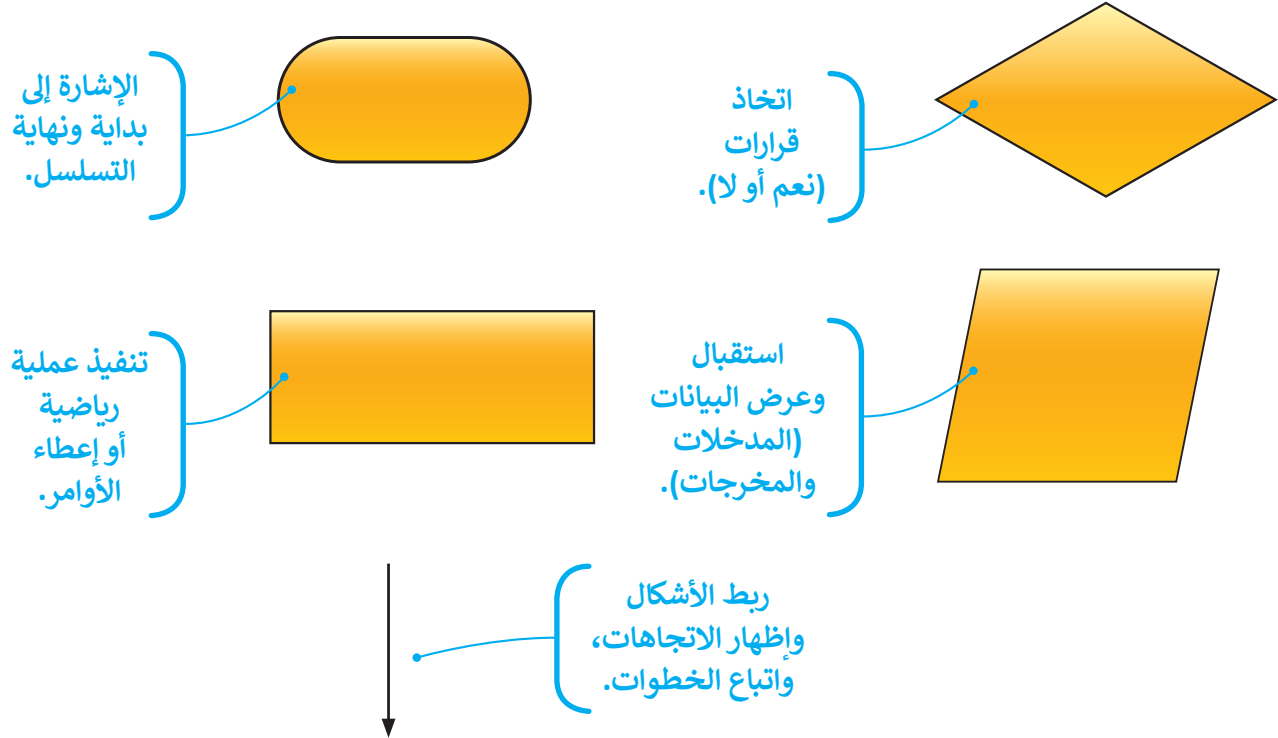 اتخاذ
قرارات
(نعم أو لا).
الإشارة إلى
بداية ونهاية
التسلسل.
استقبال
وعرض البيانات
(المدخلات
والمخرجات).
تنفيذ عملية
رياضية
أو إعطاء
الأوامر.
ربط الأشكال
وإظهار الاتجاهات،
واتباع الخطوات.